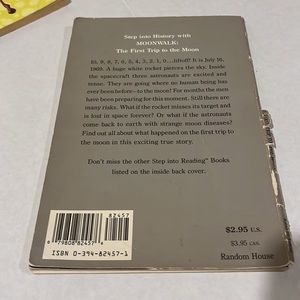 Step into History with
MOONWALK:
The First Trip to the Moon
10, 9, 8, 7, 6, 5, 4, 3, 2, 1, 0 . . . liftoff! It is July 16,
1969. A huge white rocket pierces the sky. Inside
the spacecraft three astronauts are excited and
tense. They are on their way where no human being
has ever been before—to the moon! For months the men
have been preparing for this moment. Still there are
many risks. What if the rocket misses its target and
is lost in space forever? Or what if the astronauts
come back to earth with strange moon diseases?
Find out all about what happened on the first trip to
the moon in this exciting true story.
Don't miss the other Step into Reading™ Books
listed on the inside back cover.
82457
ISBN 0-394-82457-1
$2.95 U.S.
$3.95 CAN.
Random House